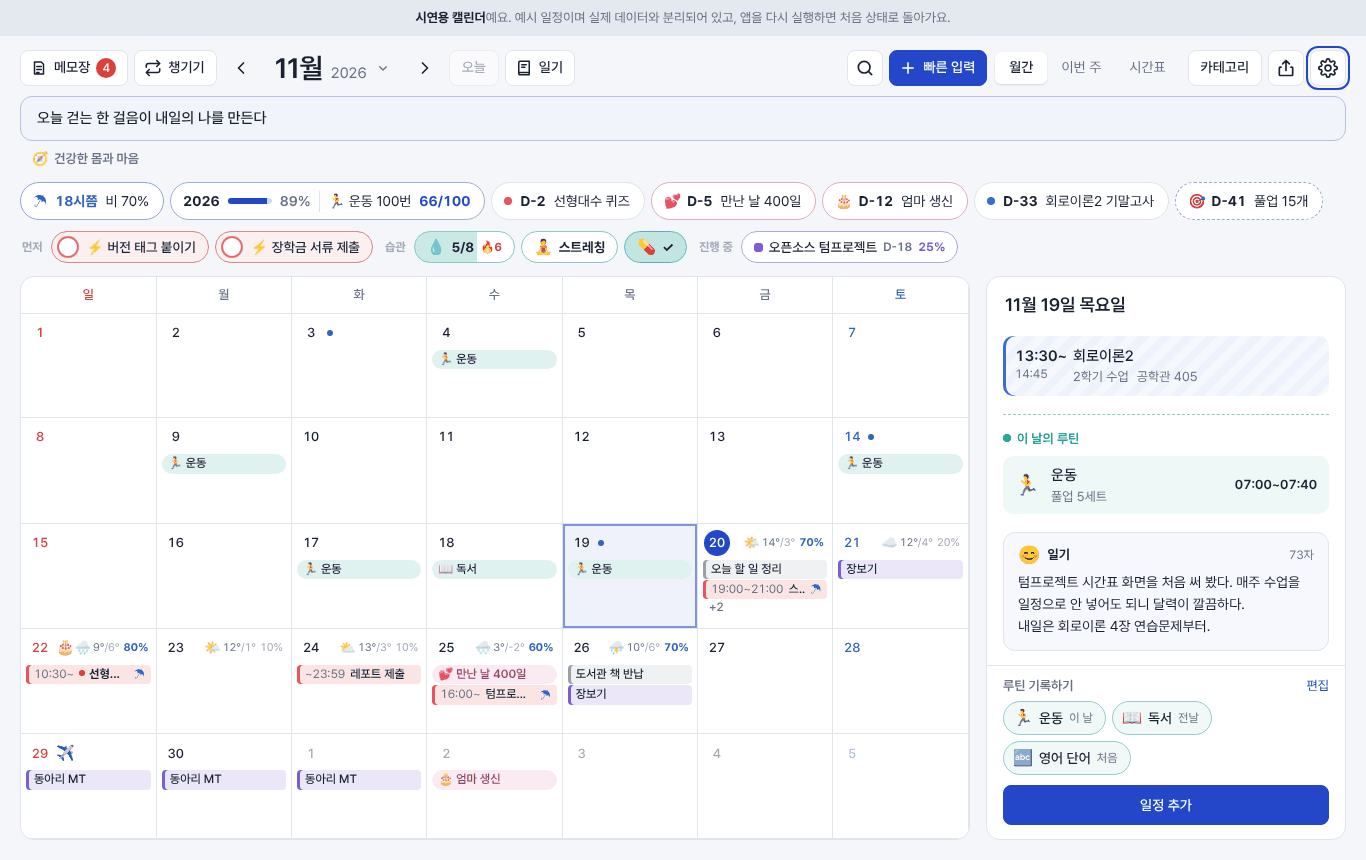 시연용 캘린더예요. 예시 일정이며 실제 데이터와 분리되어 있고, 앱을 다시 실행하면 처음 상태로 돌아가요.
메모장 4 챙기기 11월 2026 오늘 일기 + 빠른 입력 월간 이번 주 시간표 카테고리
오늘 걷는 한 걸음이 내일의 나를 만든다
🧭 건강한 몸과 마음
☂️ 18시쯤 비 70% 2026 89% 🏃 운동 100번 66/100 D-2 선형대수 퀴즈 💕 D-5 만난 날 400일 🎂 D-12 엄마 생신 D-33 회로이론2 기말고사 🎯 D-41 풀업 15개
먼저 ⚡ 버전 태그 붙이기 ⚡ 장학금 서류 제출 습관 💧 5/8 🔥6 🧘 스트레칭 💊 ✓ 진행 중 오픈소스 텀프로젝트 D-18 25%
일 월 화 수 목 금 토
1 2 3 4 5 6 7
🏃 운동
8 9 10 11 12 13 14
🏃 운동 🏃 운동
15 16 17 18 19 20 🌤️ 14°/3° 70% 21 ☁️ 12°/4° 20%
🏃 운동 📖 독서 🏃 운동 오늘 할 일 정리 장보기
19:00~21:00 스.. ☂️
+2
22 🎂 🌧️ 9°/6° 80% 23 🌤️ 12°/1° 10% 24 ⛅ 13°/3° 10% 25 🌧️ 3°/-2° 60% 26 ⛈️ 10°/6° 70% 27 28
10:30~ 선형... ☂️ ~23:59 레포트 제출 💕 만난 날 400일 도서관 책 반납
16:00~ 텀프로... ☂️ 장보기
29 ✈️ 30 1 2 3 4 5
동아리 MT 동아리 MT 동아리 MT 🎂 엄마 생신
11월 19일 목요일
13:30~ 회로이론2
14:45 2학기 수업 공학관 405
이 날의 루틴
🏃 운동 07:00~07:40
풀업 5세트
😊 일기 73자
텀프로젝트 시간표 화면을 처음 써 봤다. 매주 수업을
일정으로 안 넣어도 되니 달력이 깔끔하다.
내일은 회로이론 4장 연습문제부터.
루틴 기록하기 편집
🏃 운동 이 날 📖 독서 전날
🔤 영어 단어 처음
일정 추가